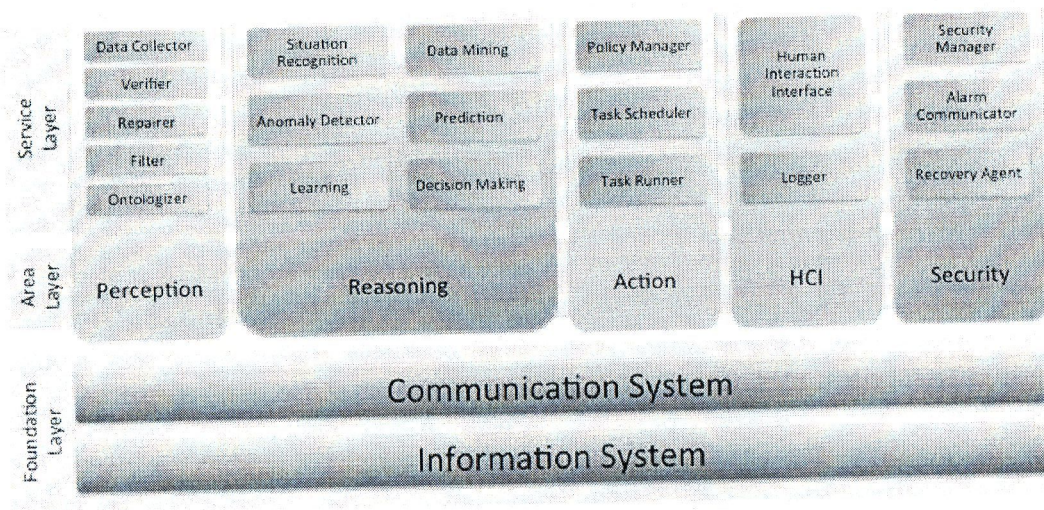 Service
Layer
Data Collector
Verifier
Repairer
Filter
Ontologizer
Situation
Recognition
Anomaly Detector
Learning
Data Mining
Prediction
Decision Making
Policy Manager
Task Scheduler
Task Runner
Human
Interaction
Interface
Logger
Security
Manager
Alarm
Communicator
Recovery Agent
Area
Layer
Perception
Reasoning
Action
HCI
Security
Foundation
Layer
Communication System
Information System